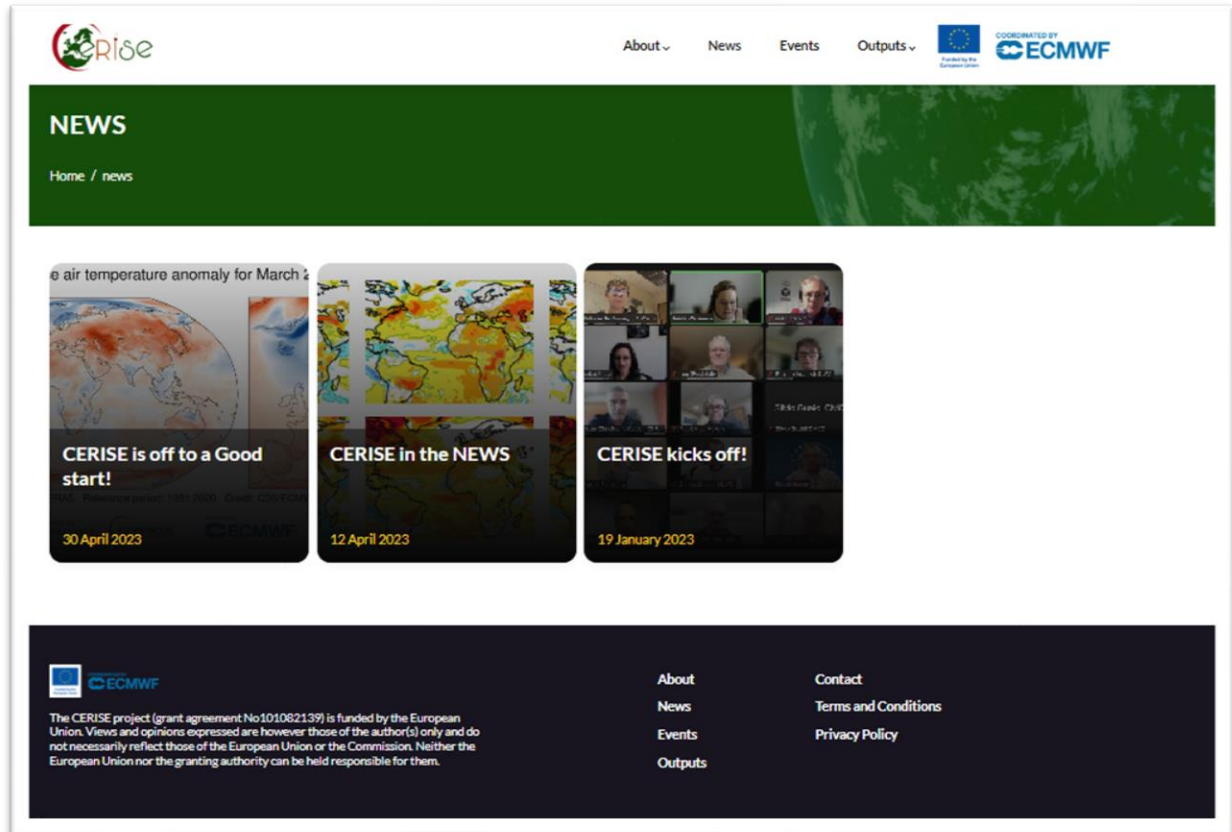 CeRise
About
News
Events
Outputs
Funded by the
European Union
COORDINATED BY
ECMWF
NEWS
Home / news
e air temperature anomaly for March 2
CERISE is off to a Good
start!
ECMWF
30 April 2023
CERISE in the NEWS
12 April 2023
CERISE kicks off!
19 January 2023
ECMWF
The CERISE project (grant agreement No101082139) is funded by the European
Union. Views and opinions expressed are however those of the author(s) only and do
not necessarily reflect those of the European Union or the Commission. Neither the
European Union nor the granting authority can be held responsible for them.
About
News
Events
Outputs
Contact
Terms and Conditions
Privacy Policy